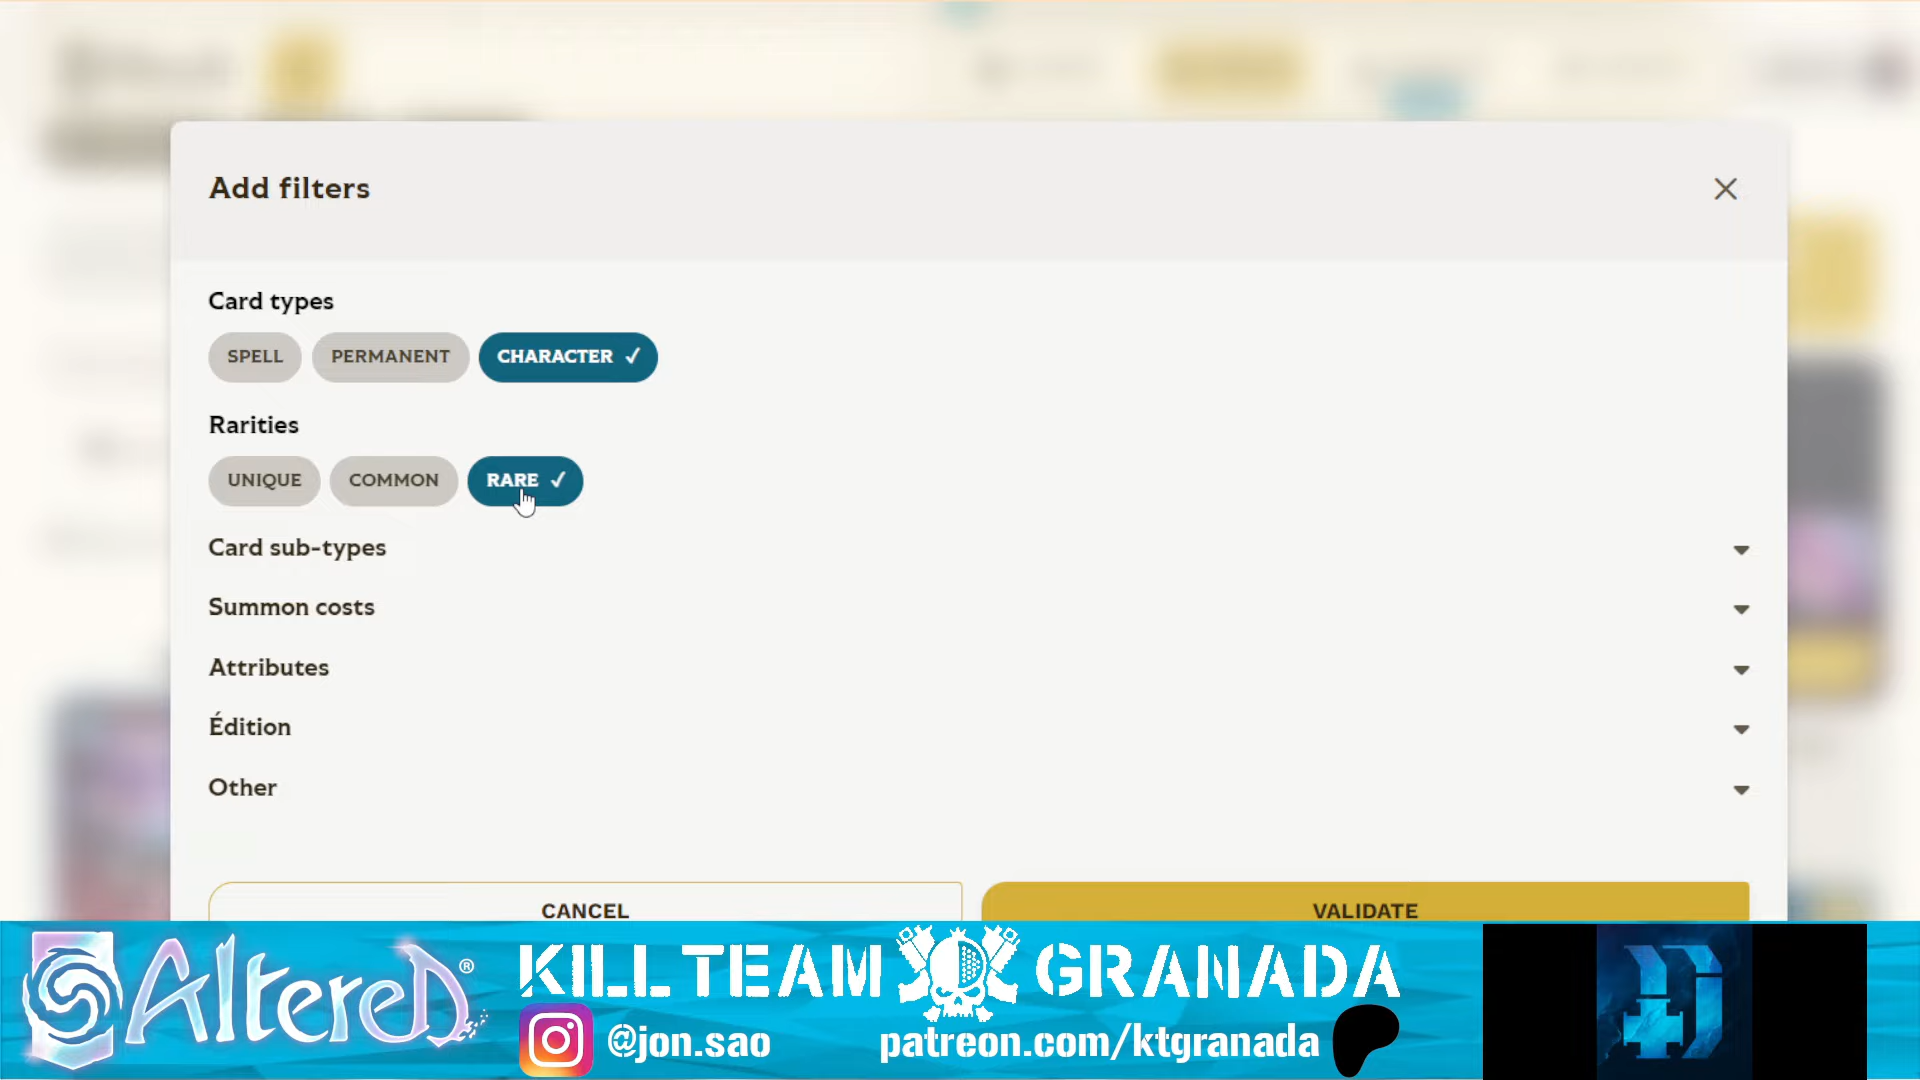 Add filters
Card types
SPELL PERMANENT CHARACTER ✓
Rarities
UNIQUE COMMON RARE ✓
Card sub-types
Summon costs
Attributes
Édition
Other
CANCEL VALIDATE
AltereD®
KILL TEAM GRANADA
@jon.sao patreon.com/ktgranada